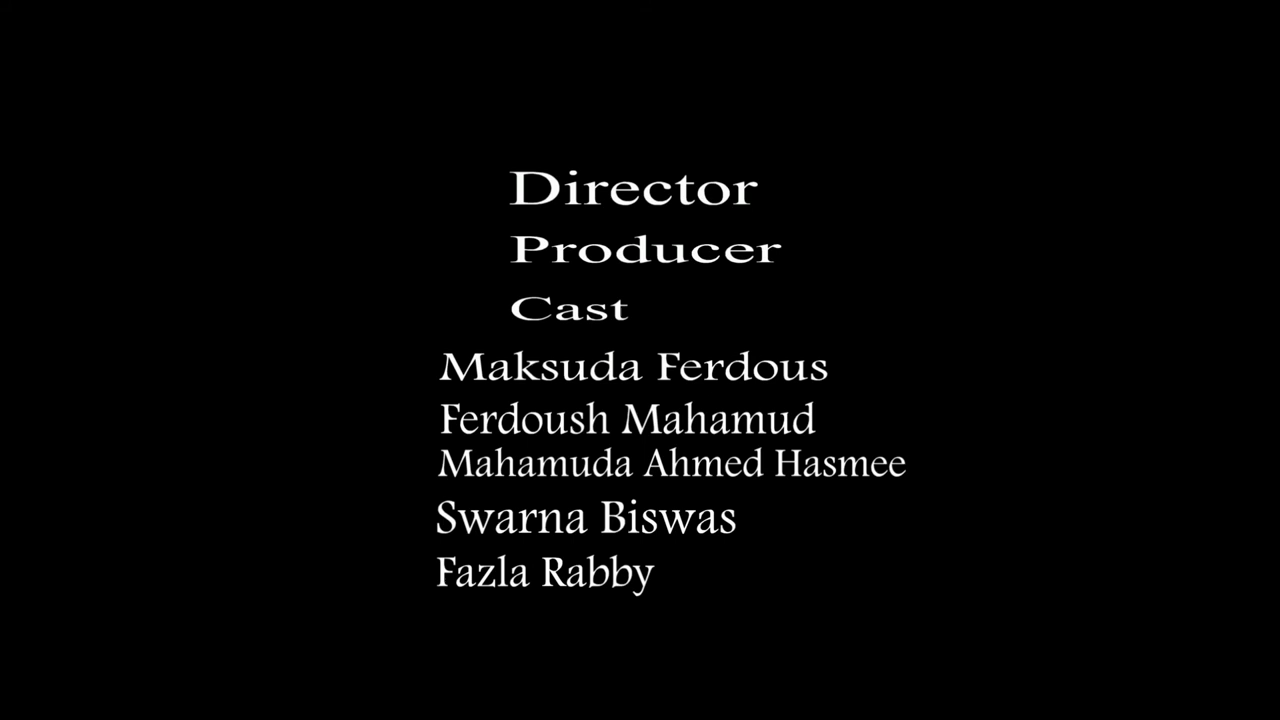 Director
Producer
Cast
Maksuda Ferdous
Ferdoush Mahamud
Mahamuda Ahmed Hasmee
Swarna Biswas
Fazla Rabby